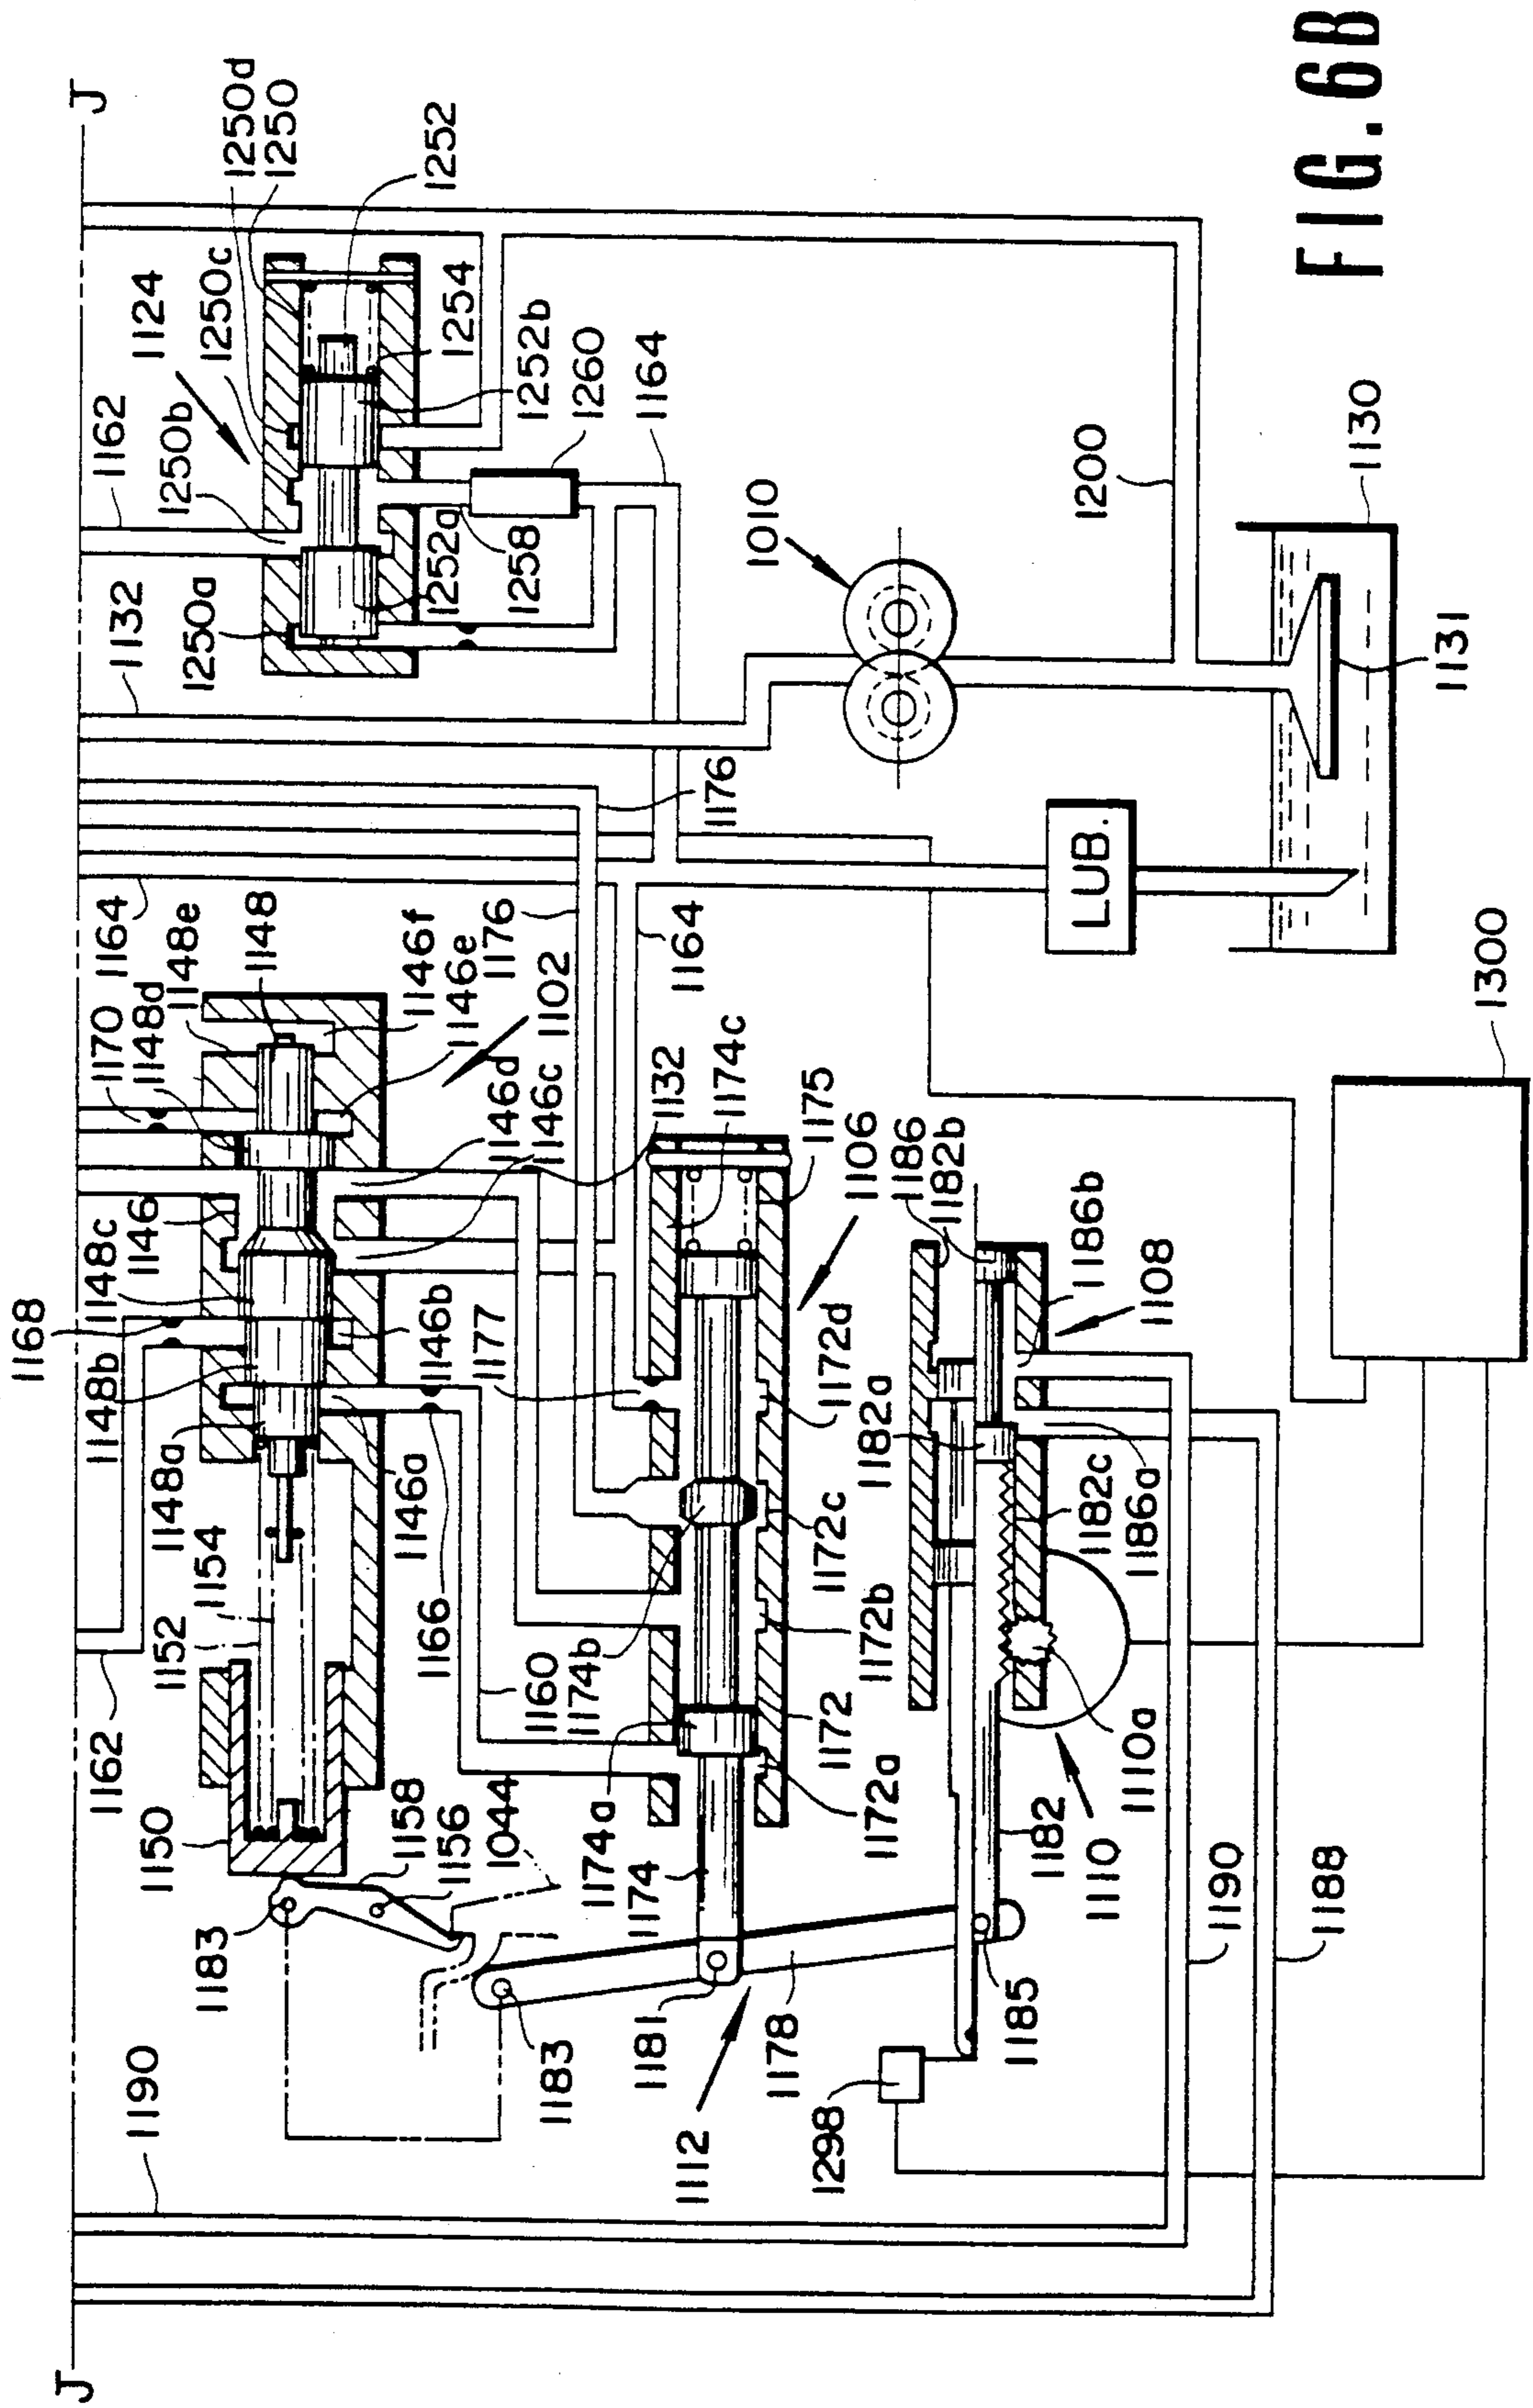 J
1250d
1250
1252
1250c
1124
1254
1252b
1260
1164
1162
1250b
1252a
1258
1132
1250a
1010
1200
1130
1131
FIG.6B
1176
LUB.
1164
1170
1148d
1148e
1148
1146f
1146e
1176
1102
1164
1146d
1146c
1132
1174c
1175
1106
1186
1182b
1186b
1108
1300
1168
1148c
1146
1148b
1146b
1177
1172d
1182a
1148a
1146a
1172c
1182c
1186a
1154
1152
1166
1160
1174b
1172b
1172
1110a
1162
1150
1158
1156
1044
1174a
1174
1172a
1182
1110
1190
1188
1183
1183
1181
1178
1185
1112
1298
1190
J